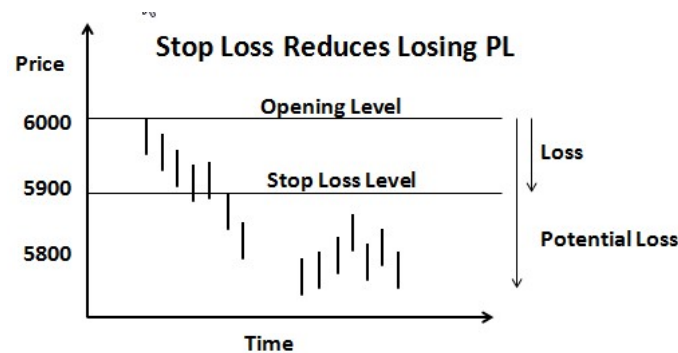 Stop Loss Reduces Losing PL
Price
Opening Level
6000
Loss
Stop Loss Level
5900
Potential Loss
5800
Time